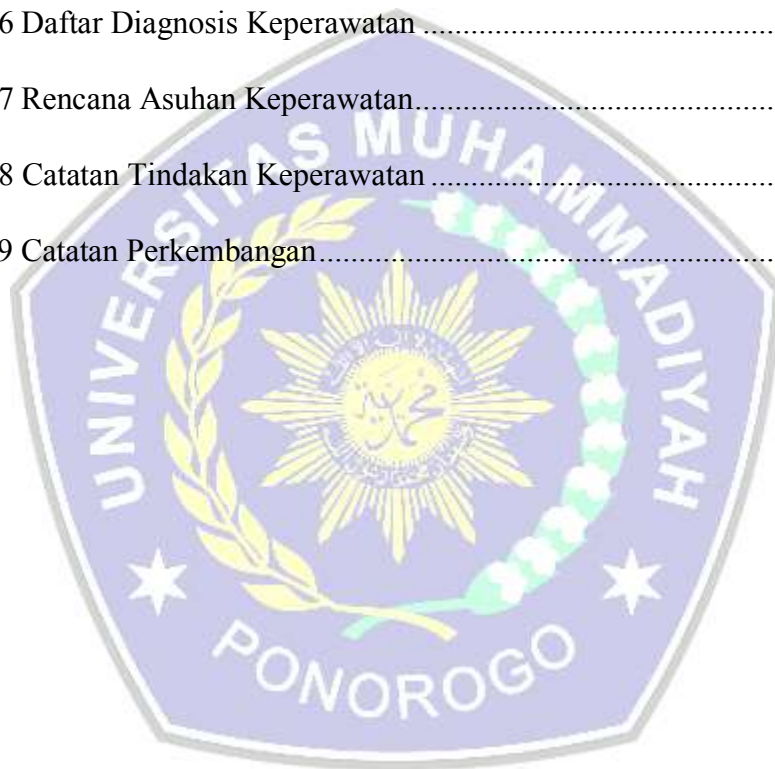 6 Daftar Diagnosis Keperawatan ................................................
7 Rencana Asuhan Keperawatan.................................................
8 Catatan Tindakan Keperawatan ...............................................
9 Catatan Perkembangan.............................................................
UNIVERSITAS MUHAMMADIYAH
PONOROGO